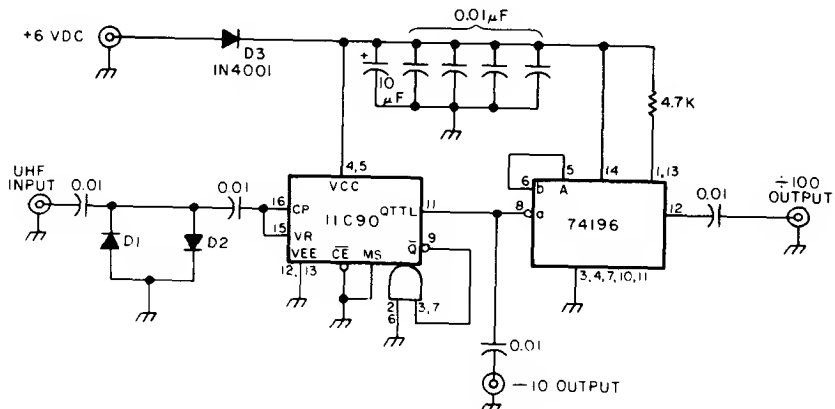 0.01µF
+6 VDC
D3
1N4001
+
10
µF
4.7K
UHF
INPUT
0.01
0.01
4,5
VCC
16
CP
QTTL
11
11C90
15
VR
9
VEE
CE
MS
Q
12, 13
2
6
3, 7
D1
D2
5
14
1, 13
6
b
A
8
a
74196
12
0.01
÷100
OUTPUT
3, 4, 7, 10, 11
0.01
—10 OUTPUT